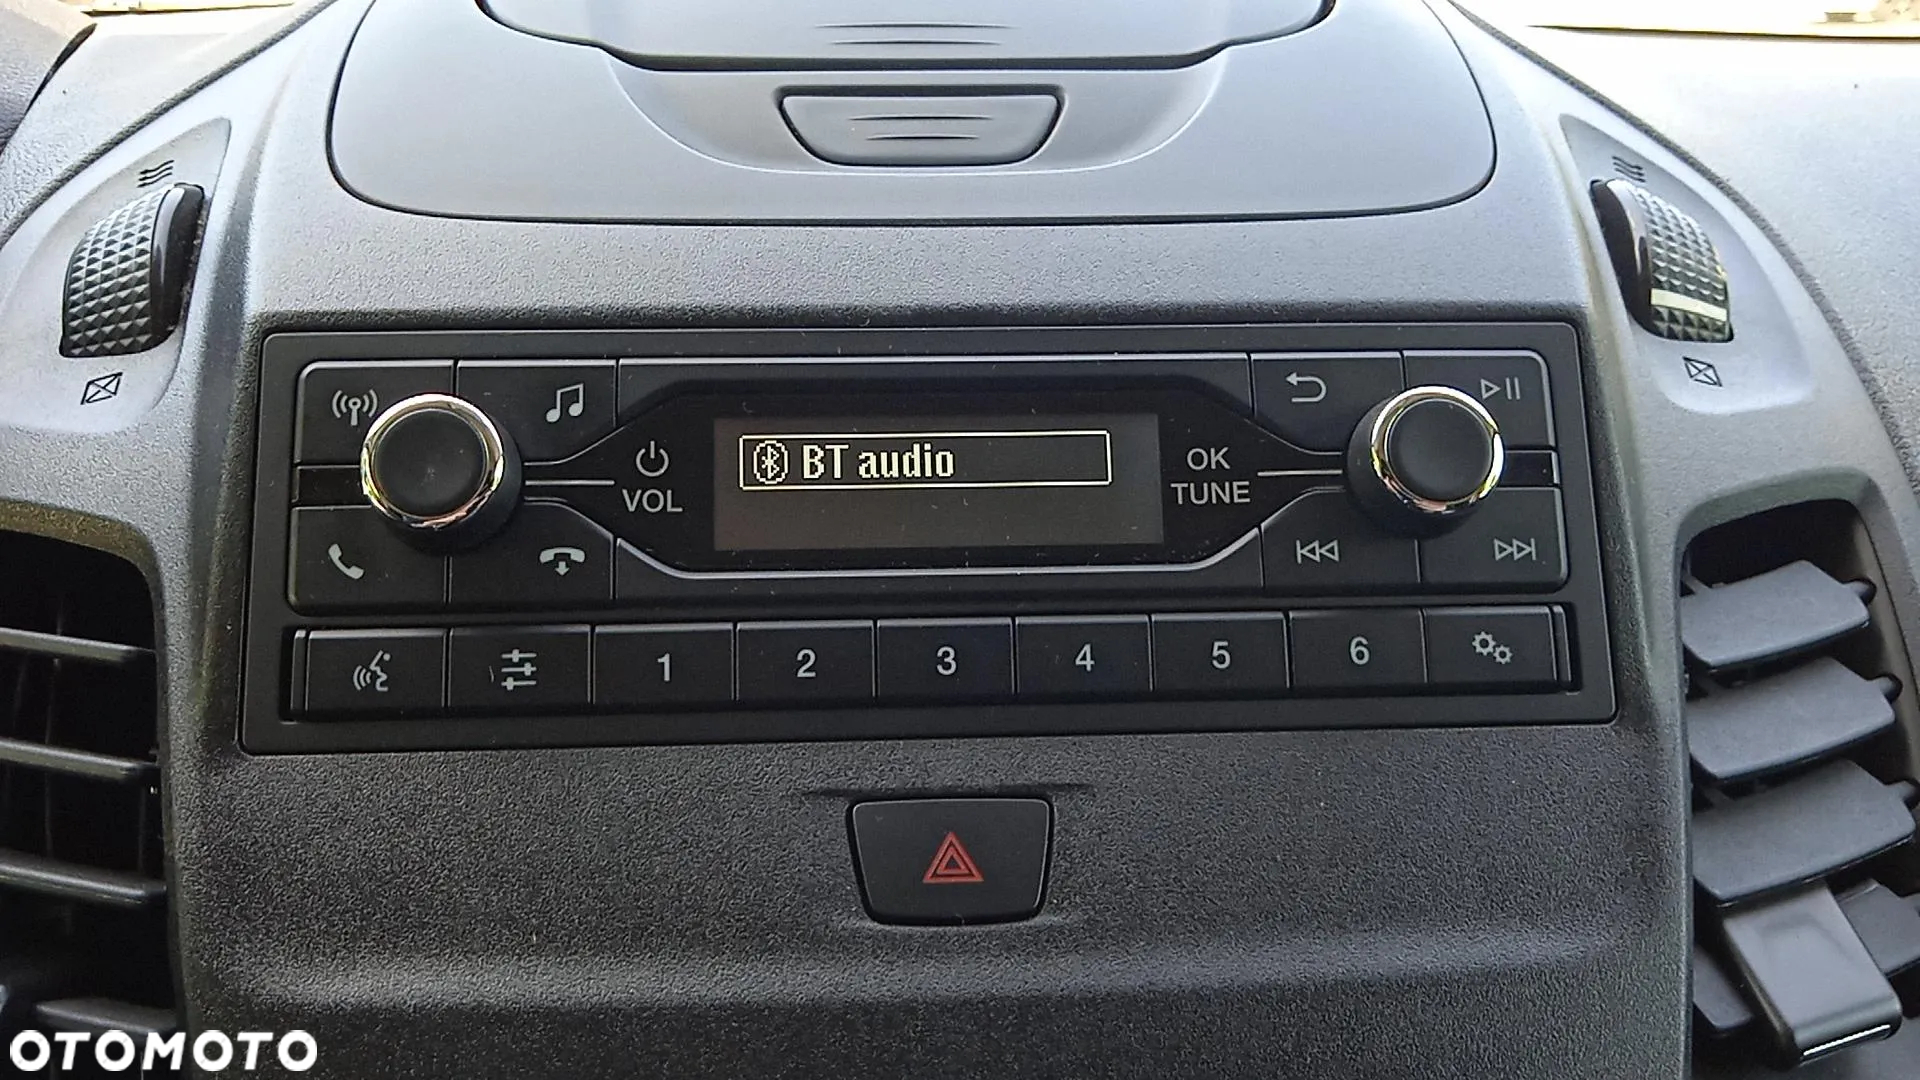 BT audio
VOL
OK
TUNE
1 2 3 4 5 6
OTOMOTO